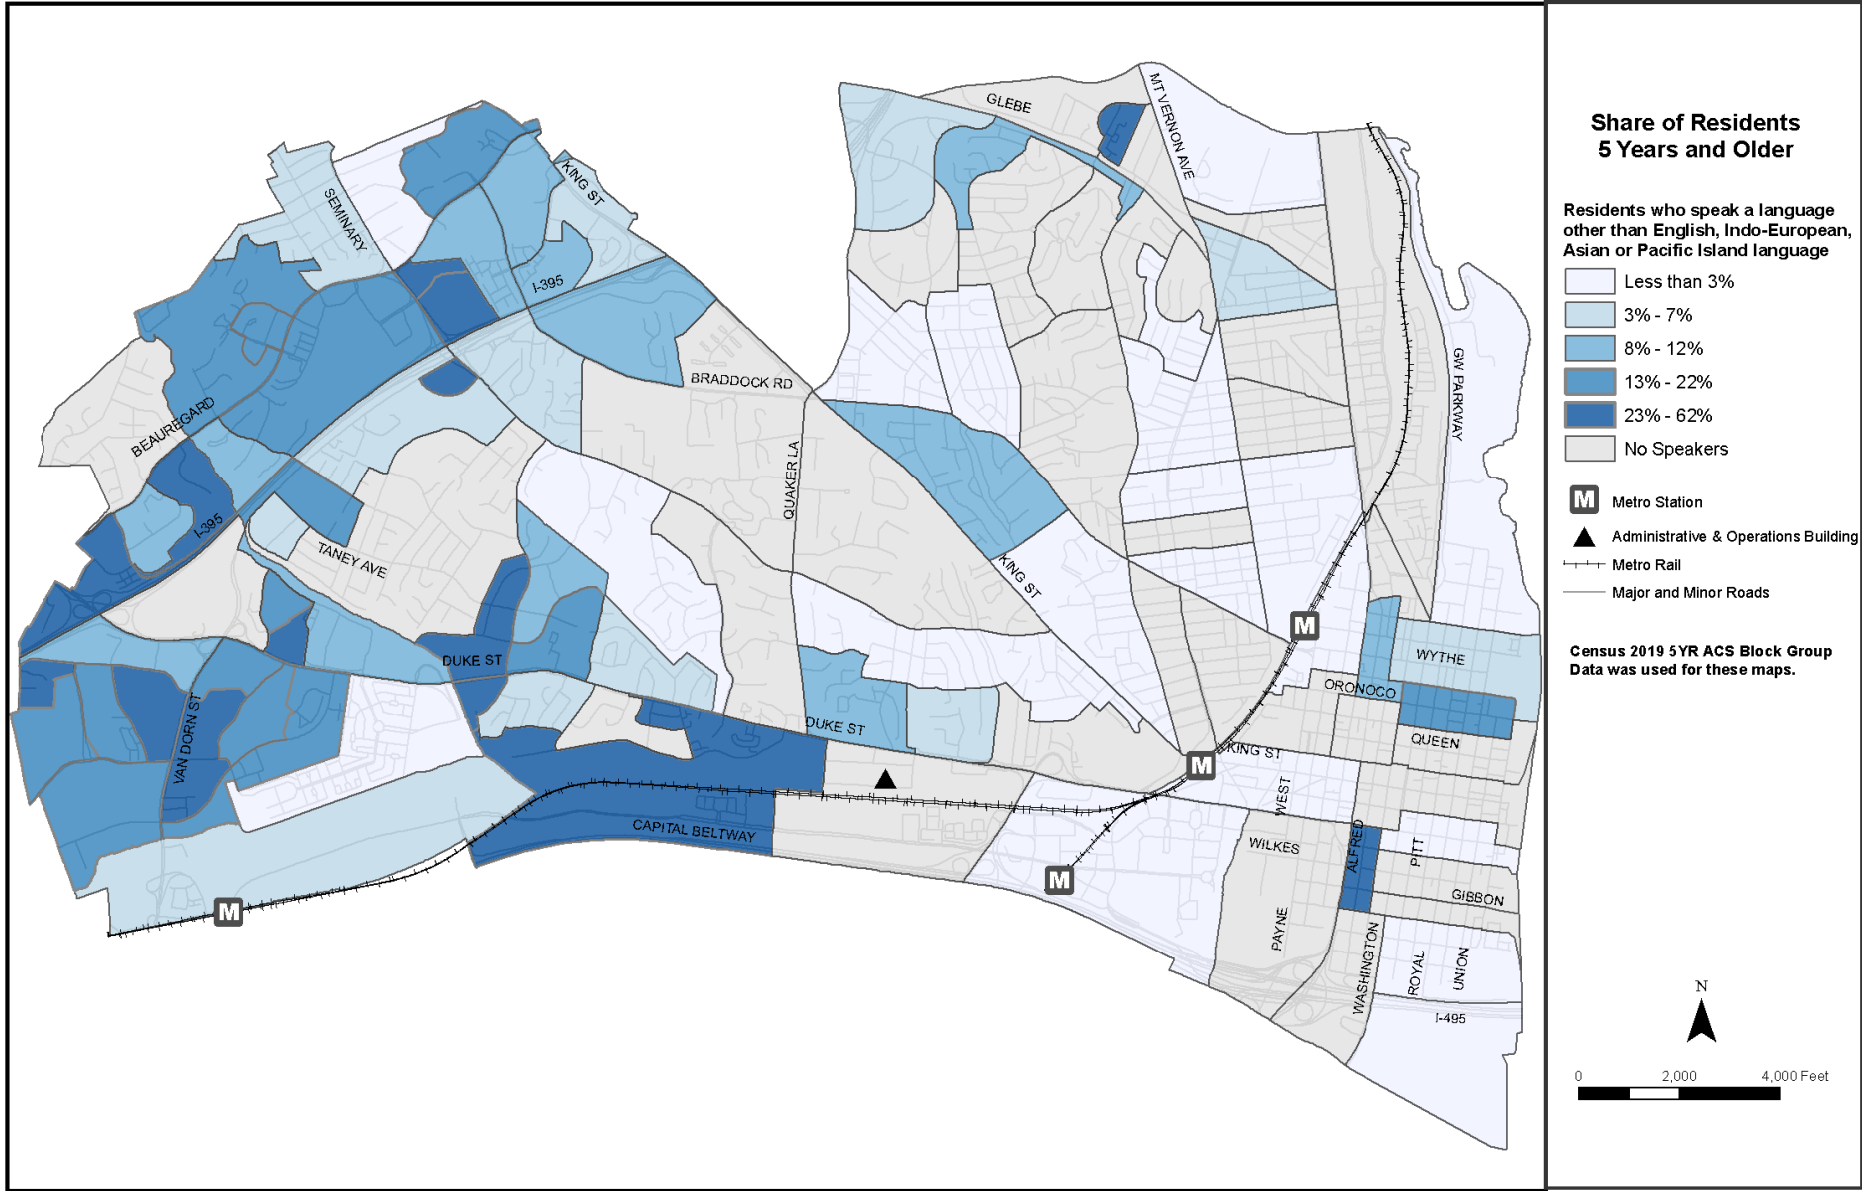 GLEBE
MT VERNON AVE
KING ST
SEMINARY
I-395
BRADDOCK RD
GW PARKWAY
BEAUREGARD
QUAKER LA
I-395
TANEY AVE
KING ST
DUKE ST
WYTHE
ORONOCO
VAN DORN ST
DUKE ST
QUEEN
KING ST
M
M
WEST
CAPITAL BELTWAY
WILKES
ALFRED
PITT
M
GIBBON
M
PAYNE
WASHINGTON
ROYAL
UNION
I-495
Share of Residents
5 Years and Older
Residents who speak a language
other than English, Indo-European,
Asian or Pacific Island language
Less than 3%
3% - 7%
8% - 12%
13% - 22%
23% - 62%
No Speakers
M Metro Station
Administrative & Operations Building
Metro Rail
Major and Minor Roads
Census 2019 5YR ACS Block Group
Data was used for these maps.
N
0 2,000 4,000 Feet